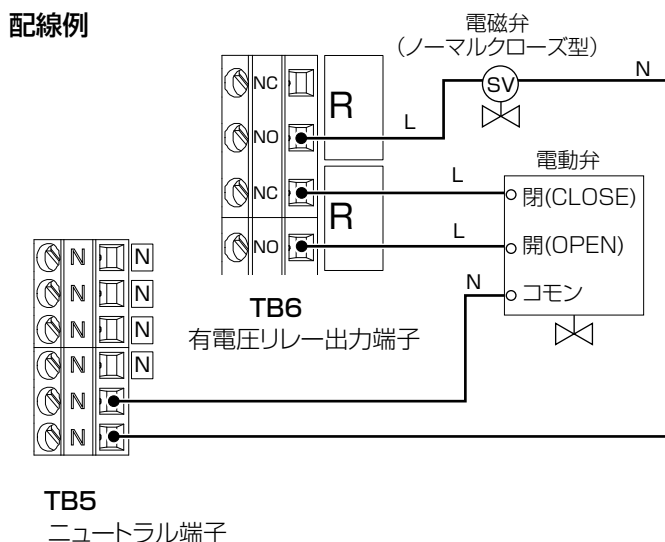 配線例
電磁弁
（ノーマルクローズ型）
N
SV
NC
R
L
NO
電動弁
L
NC
閉(CLOSE)
R
L
NO
開(OPEN)
N
コモン
TB6
有電圧リレー出力端子
N N
N N
N N
N N
N
N
TB5
ニュートラル端子